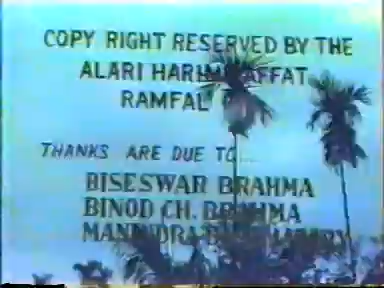 COPY RIGHT RESERVED BY THE
ALARI
RAMFAL
THANKS ARE DUE TO...
BISESWAR BRAHMA
BINOD CH. BRAHMA